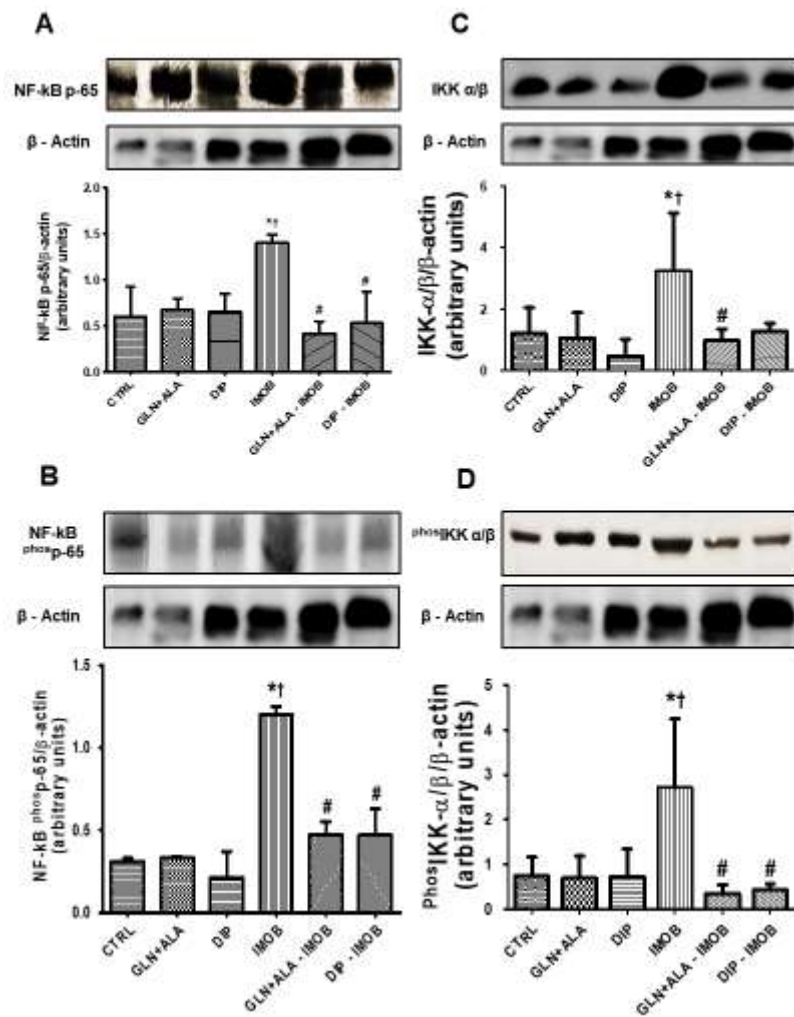 A
NF-kB p-65
β - Actin
NF-kB p-65/β-actin
(arbitrary units)
2.0
1.5
1.0
0.5
0.0
*†
#
#
CTRL
GLN+ALA
DIP
IMOB
GLN+ALA - IMOB
DIP - IMOB
C
IKK α/β
β - Actin
IKK-α/β/β-actin
(arbitrary units)
6
4
2
0
*†
#
CTRL
GLN+ALA
DIP
IMOB
GLN+ALA - IMOB
DIP - IMOB
B
NF-kB
phosp-65
β - Actin
NF-kB phosp-65/β-actin
(arbitrary units)
1.5
1.0
0.5
0.0
*†
#
#
CTRL
GLN+ALA
DIP
IMOB
GLN+ALA - IMOB
DIP - IMOB
D
phosIKK α/β
β - Actin
PhosIKK-α/β/β-actin
(arbitrary units)
5
4
3
2
1
0
*†
#
#
CTRL
GLN+ALA
DIP
IMOB
GLN+ALA - IMOB
DIP - IMOB